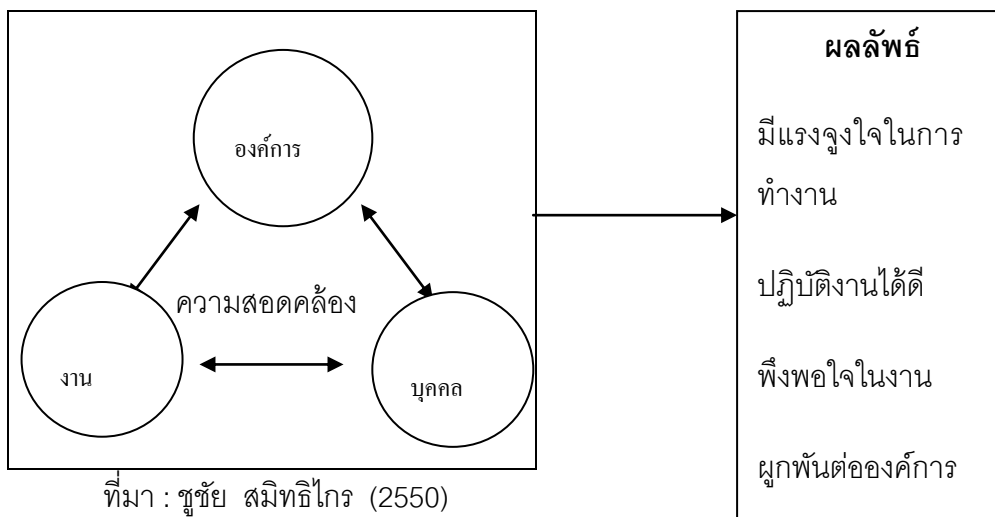 องค์การ
ความสอดคล้อง
งาน
บุคคล
ที่มา : ชูชัย สมิทธิไกร (2550)
ผลลัพธ์
มีแรงจูงใจในการ
ทำงาน
ปฏิบัติงานได้ดี
พึงพอใจในงาน
ผูกพันต่อองค์การ